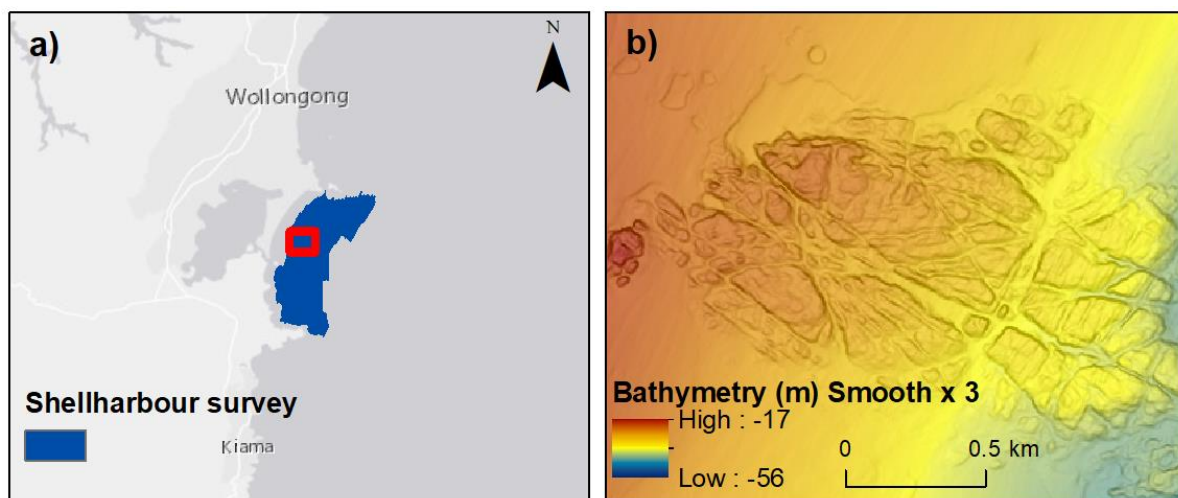 a)
N
Wollongong
Shellharbour survey
Kiama
b)
Bathymetry (m) Smooth x 3
High : -17
Low : -56
0 0.5 km